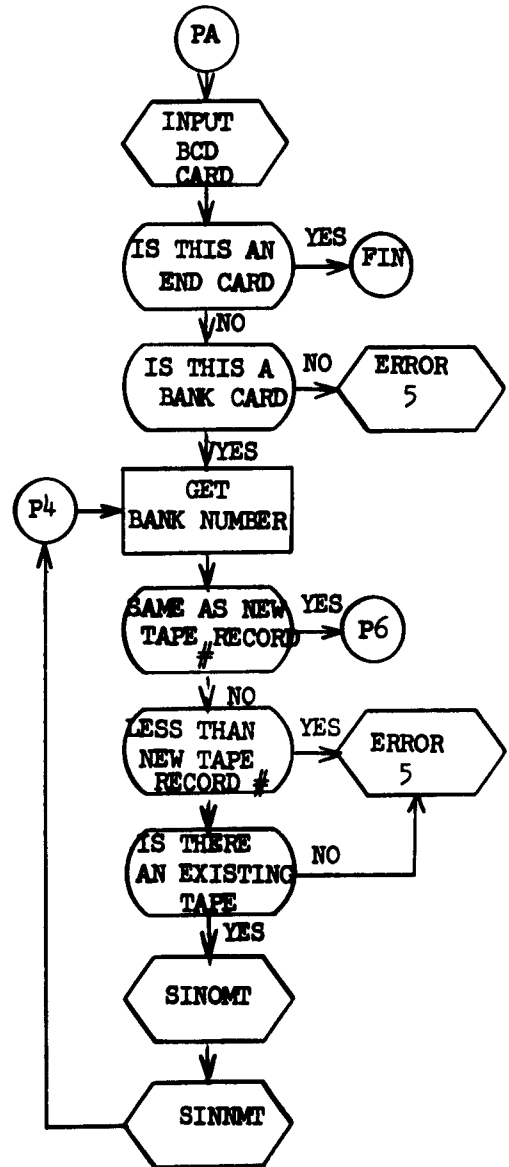 PA
INPUT
BCD
CARD
IS THIS AN
END CARD
YES
FIN
NO
IS THIS A
BANK CARD
NO
ERROR
5
YES
P4
GET
BANK NUMBER
SAME AS NEW
TAPE RECORD
#
YES
P6
NO
LESS THAN
NEW TAPE
RECORD #
YES
ERROR
5
IS THERE
AN EXISTING
TAPE
NO
YES
SINOMT
SINNMT